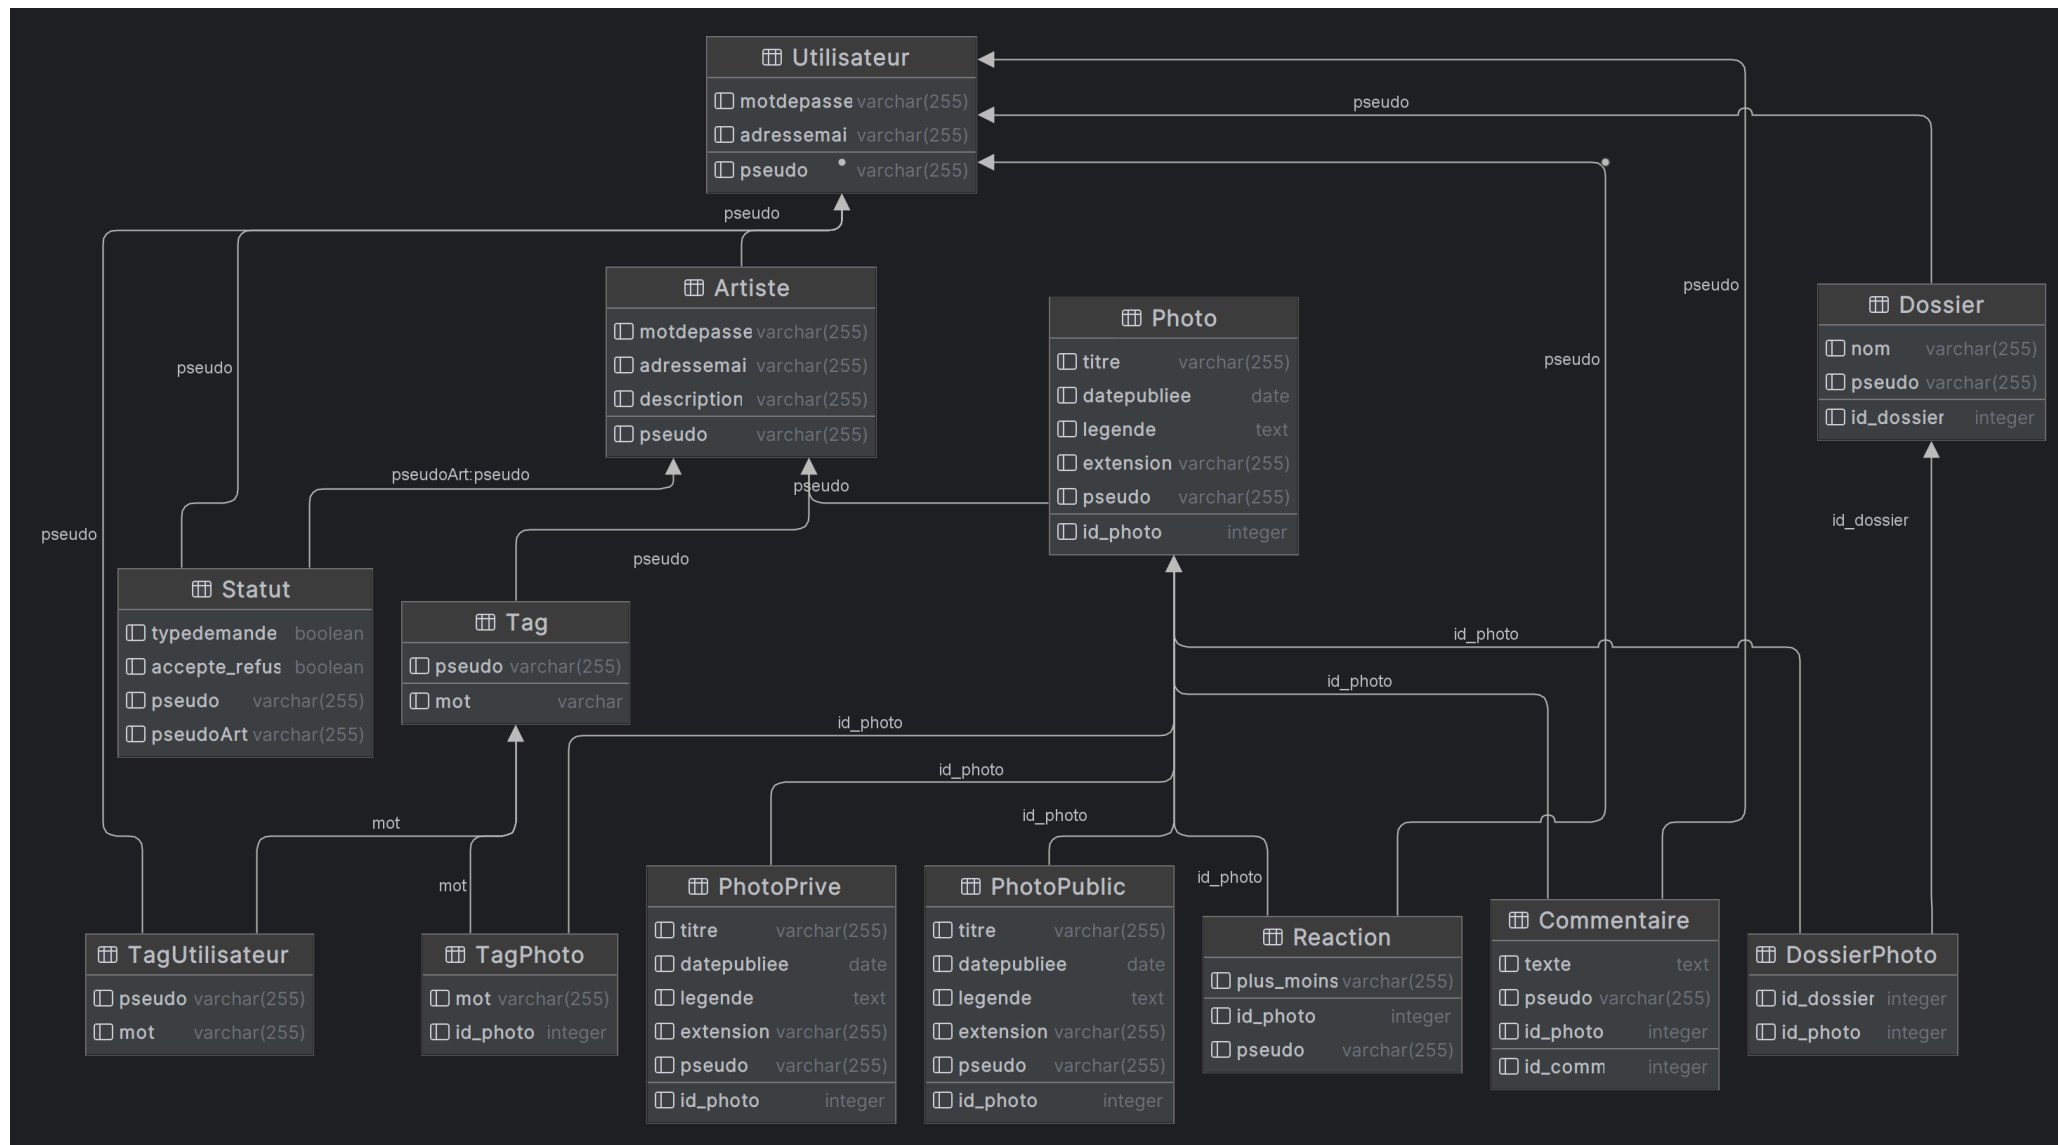 Utilisateur
motdepasse varchar(255)
adressemai varchar(255)
pseudo varchar(255)
pseudo
pseudo
Artiste
motdepasse varchar(255)
adressemai varchar(255)
description varchar(255)
pseudo varchar(255)
Photo
titre varchar(255)
datepubliee date
legende text
extension varchar(255)
pseudo varchar(255)
id_photo integer
Dossier
nom varchar(255)
pseudo varchar(255)
id_dossier integer
pseudo
pseudo
pseudo
pseudoArt:pseudo
pseudo
pseudo
pseudo
id_dossier
Statut
typedemande boolean
accepte_refus boolean
pseudo varchar(255)
pseudoArt varchar(255)
Tag
pseudo varchar(255)
mot varchar
id_photo
id_photo
id_photo
id_photo
id_photo
id_photo
mot
mot
TagUtilisateur
pseudo varchar(255)
mot varchar(255)
TagPhoto
mot varchar(255)
id_photo integer
PhotoPrive
titre varchar(255)
datepubliee date
legende text
extension varchar(255)
pseudo varchar(255)
id_photo integer
PhotoPublic
titre varchar(255)
datepubliee date
legende text
extension varchar(255)
pseudo varchar(255)
id_photo integer
Reaction
plus_moins varchar(255)
id_photo integer
pseudo varchar(255)
Commentaire
texte text
pseudo varchar(255)
id_photo integer
id_comm integer
DossierPhoto
id_dossier integer
id_photo integer